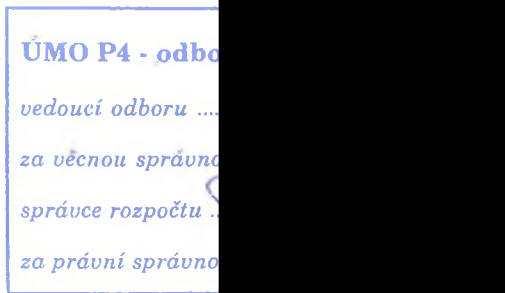 ÚMO P4 - odbo
vedoucí odboru ....
za věcnou správno
správce rozpočtu ..
za právní správno